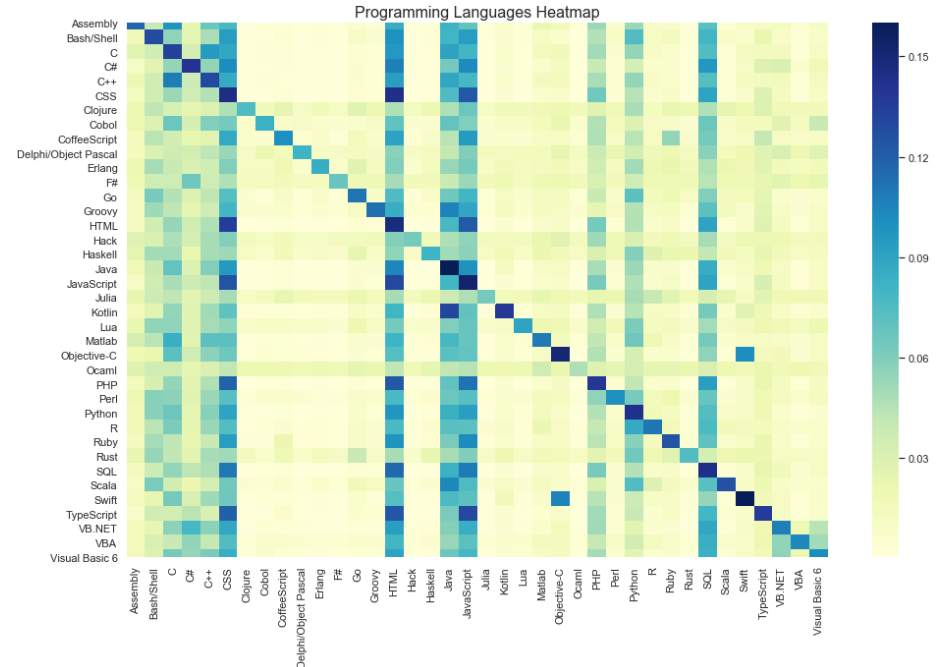 Programming Languages Heatmap
Assembly
Bash/Shell
C
C#
C++
CSS
Clojure
Cobol
CoffeeScript
Delphi/Object Pascal
Erlang
F#
Go
Groovy
HTML
Hack
Haskell
Java
JavaScript
Julia
Kotlin
Lua
Matlab
Objective-C
Ocaml
PHP
Perl
Python
R
Ruby
Rust
SQL
Scala
Swift
TypeScript
VB.NET
VBA
Visual Basic 6
Assembly
Bash/Shell
C
C#
C++
CSS
Clojure
Cobol
CoffeeScript
Delphi/Object Pascal
Erlang
F#
Go
Groovy
HTML
Hack
Haskell
Java
JavaScript
Julia
Kotlin
Lua
Matlab
Objective-C
Ocaml
PHP
Perl
Python
R
Ruby
Rust
SQL
Scala
Swift
TypeScript
VB.NET
VBA
Visual Basic 6
0.15
0.12
0.09
0.06
0.03